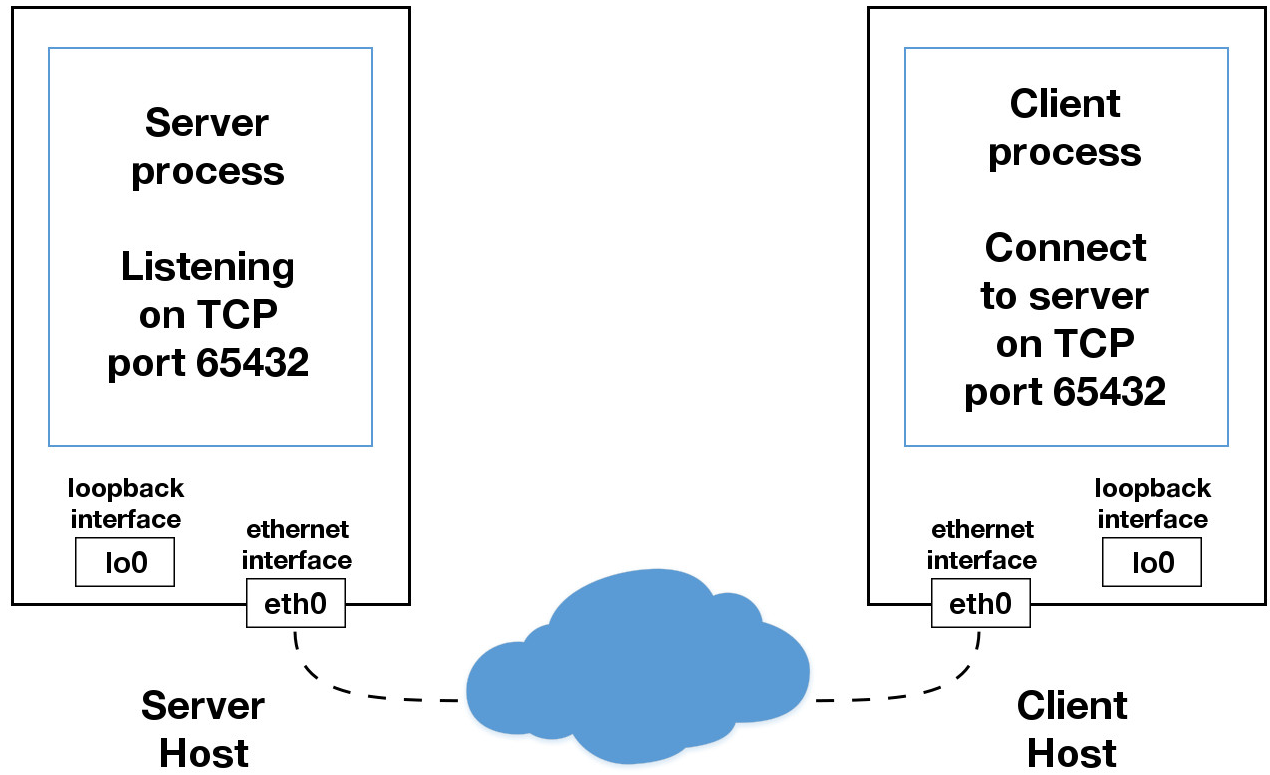 Server
process
Listening
on TCP
port 65432
loopback
interface
lo0
ethernet
interface
eth0
Server
Host
Client
process
Connect
to server
on TCP
port 65432
ethernet
interface
eth0
loopback
interface
lo0
Client
Host